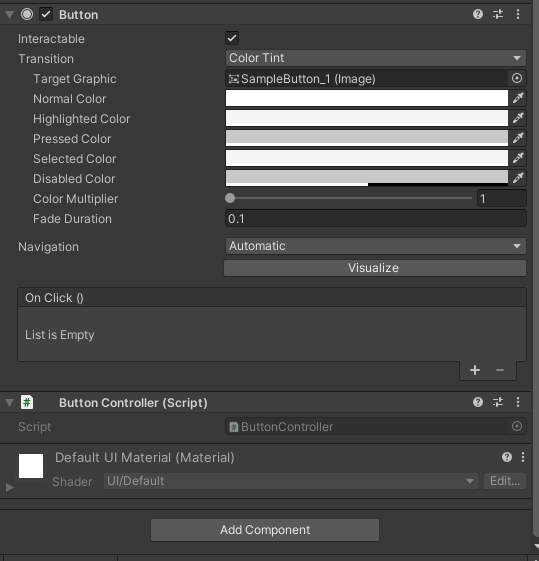 Button
Interactable
Transition Color Tint
Target Graphic SampleButton_1 (Image)
Normal Color
Highlighted Color
Pressed Color
Selected Color
Disabled Color
Color Multiplier 1
Fade Duration 0.1
Navigation Automatic
Visualize
On Click ()
List is Empty
+ −
# Button Controller (Script)
Script # ButtonController
Default UI Material (Material)
Shader UI/Default Edit...
Add Component